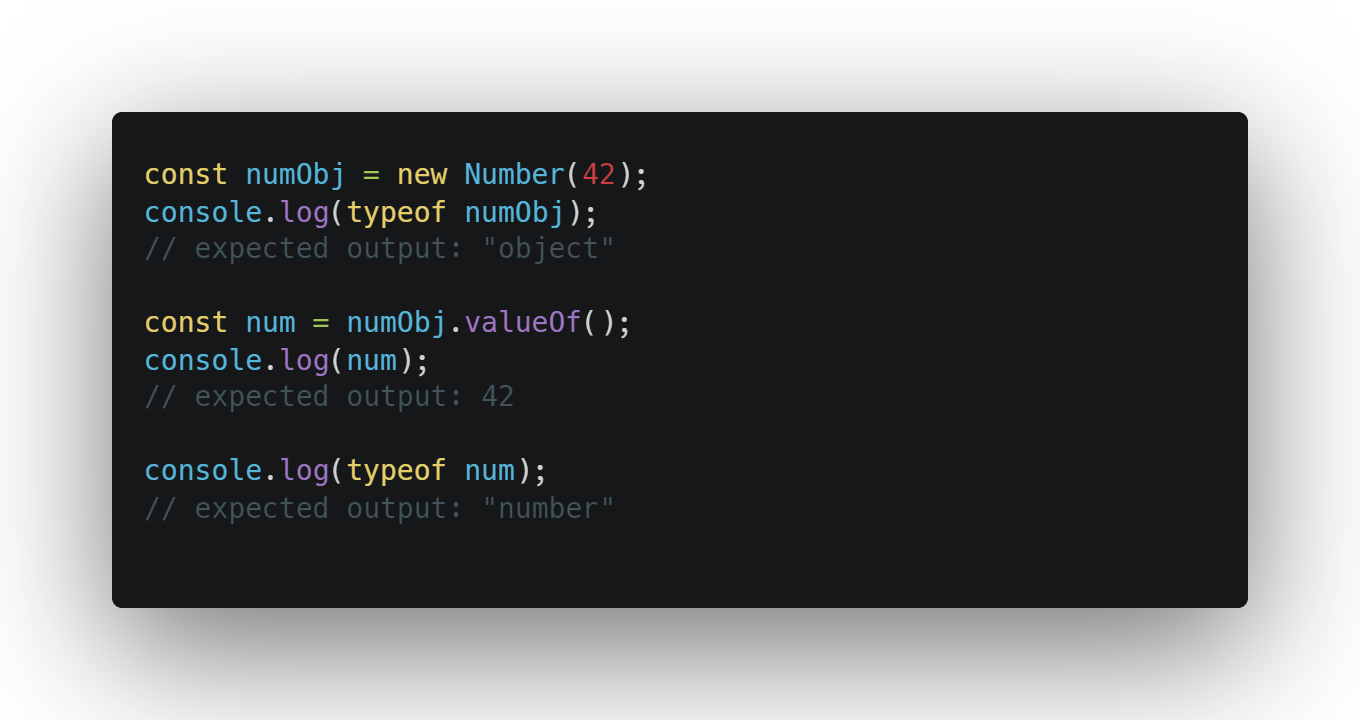 const numObj = new Number(42);
console.log(typeof numObj);
// expected output: "object"
const num = numObj.valueOf();
console.log(num);
// expected output: 42
console.log(typeof num);
// expected output: "number"